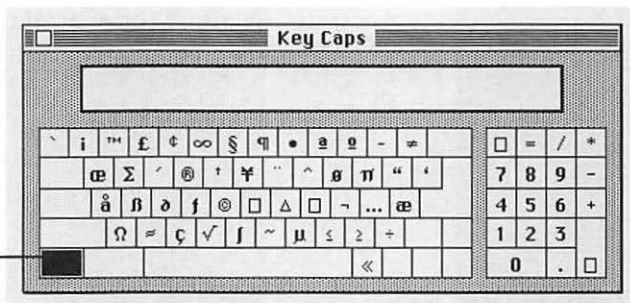 Key Caps
` ¡ ™ £ ¢ ∞ § ¶ • ª º - ≠ = / *
œ Σ ´ ® † ¥ ¨ ^ ø π “ ‘ 7 8 9 -
å ß ∂ ƒ © ∆ ¬ … æ 4 5 6 +
Ω ≈ ç √ ∫ ~ µ ≤ ≥ ÷ 1 2 3
« 0 .